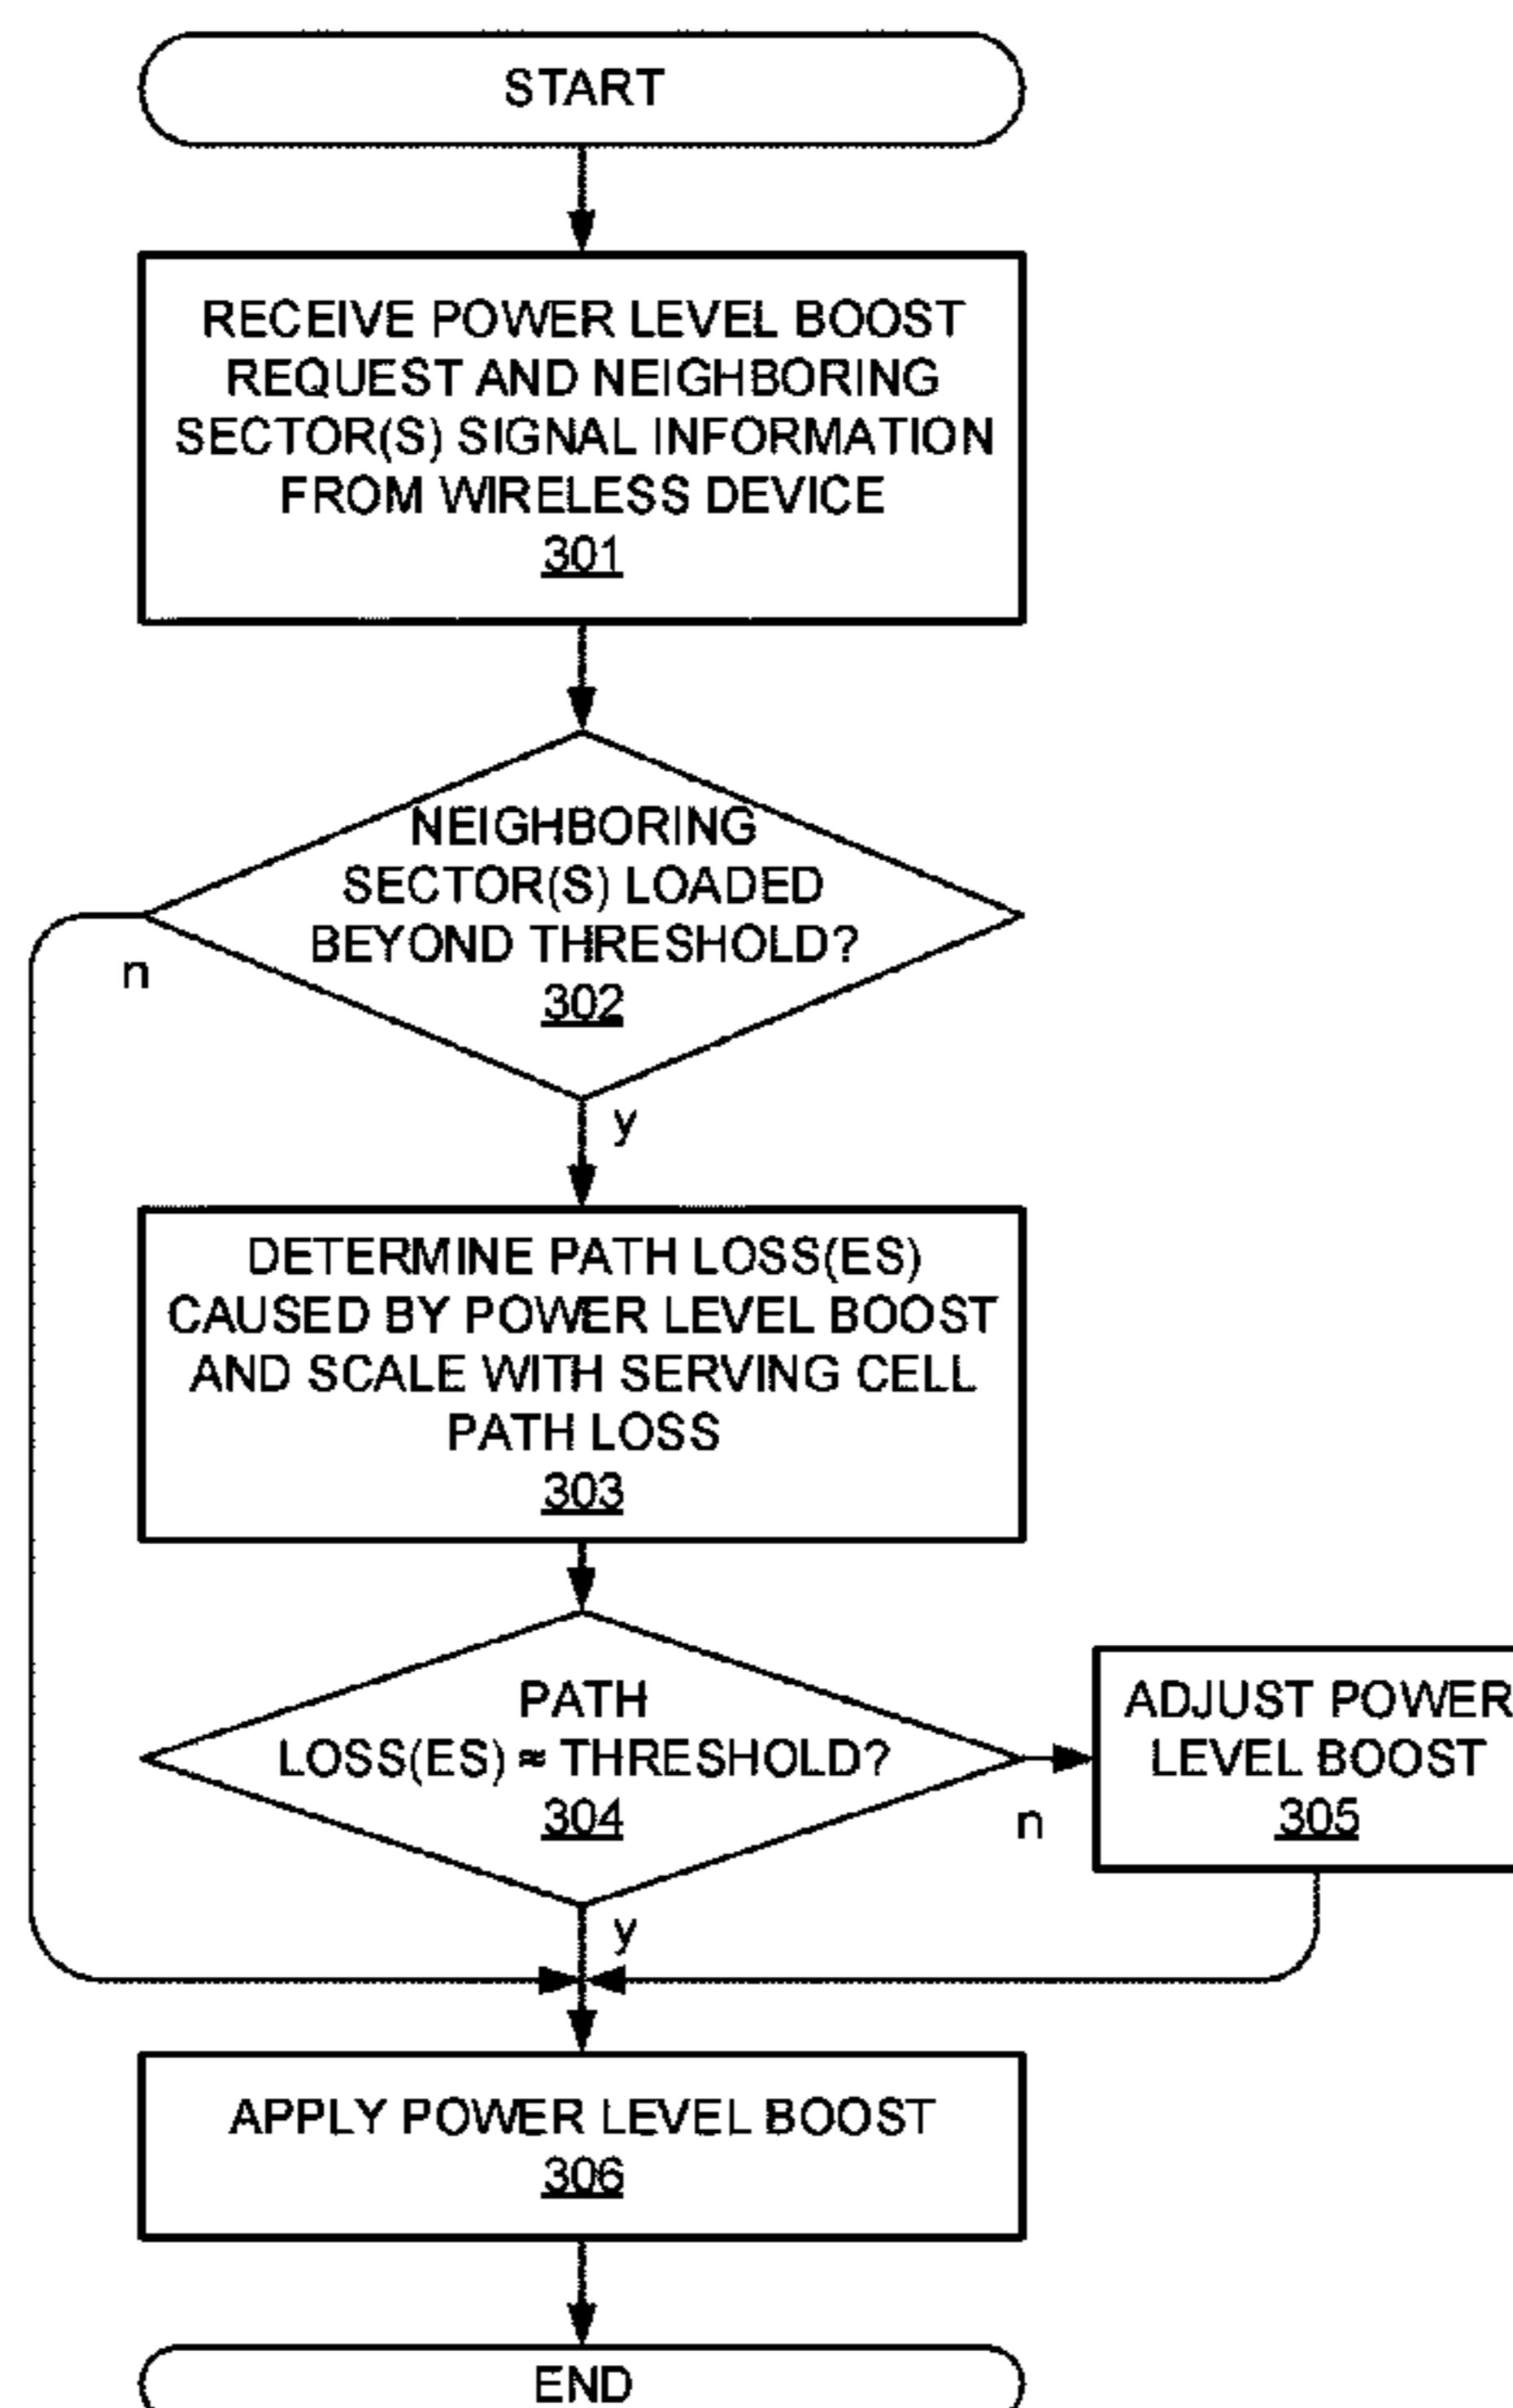 START
RECEIVE POWER LEVEL BOOST
REQUEST AND NEIGHBORING
SECTOR(S) SIGNAL INFORMATION
FROM WIRELESS DEVICE
301
NEIGHBORING
SECTOR(S) LOADED
BEYOND THRESHOLD?
302
n
y
DETERMINE PATH LOSS(ES)
CAUSED BY POWER LEVEL BOOST
AND SCALE WITH SERVING CELL
PATH LOSS
303
PATH
LOSS(ES) ≈ THRESHOLD?
304
n
y
ADJUST POWER
LEVEL BOOST
305
APPLY POWER LEVEL BOOST
306
END